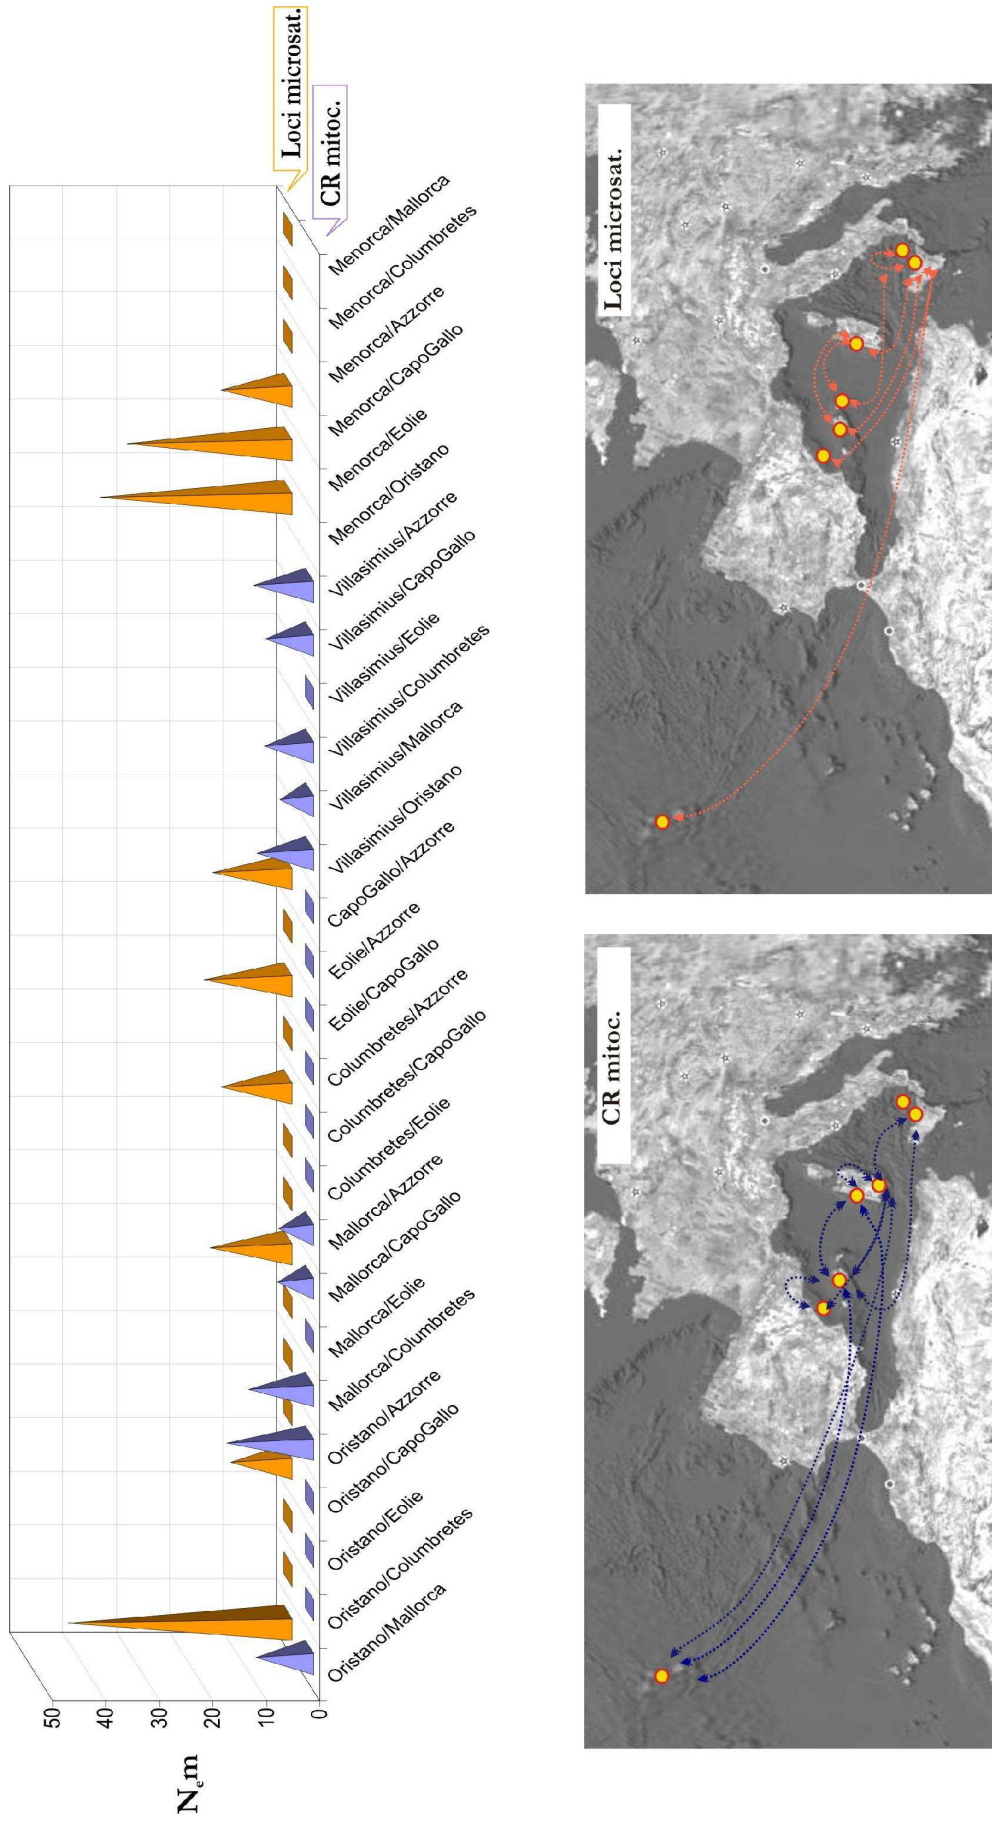 Loci microsat.
CR mitoc.
N_e m
50
40
30
20
10
0
Oristano/Mallorca
Oristano/Columbretes
Oristano/Eolie
Oristano/CapoGallo
Oristano/Azzorre
Mallorca/Columbretes
Mallorca/Eolie
Mallorca/CapoGallo
Mallorca/Azzorre
Columbretes/Eolie
Columbretes/CapoGallo
Columbretes/Azzorre
Eolie/CapoGallo
Eolie/Azzorre
CapoGallo/Azzorre
Villasimius/Oristano
Villasimius/Mallorca
Villasimius/Columbretes
Villasimius/Eolie
Villasimius/CapoGallo
Villasimius/Azzorre
Menorca/Oristano
Menorca/Eolie
Menorca/CapoGallo
Menorca/Azzorre
Menorca/Columbretes
Menorca/Mallorca
CR mitoc.
Loci microsat.